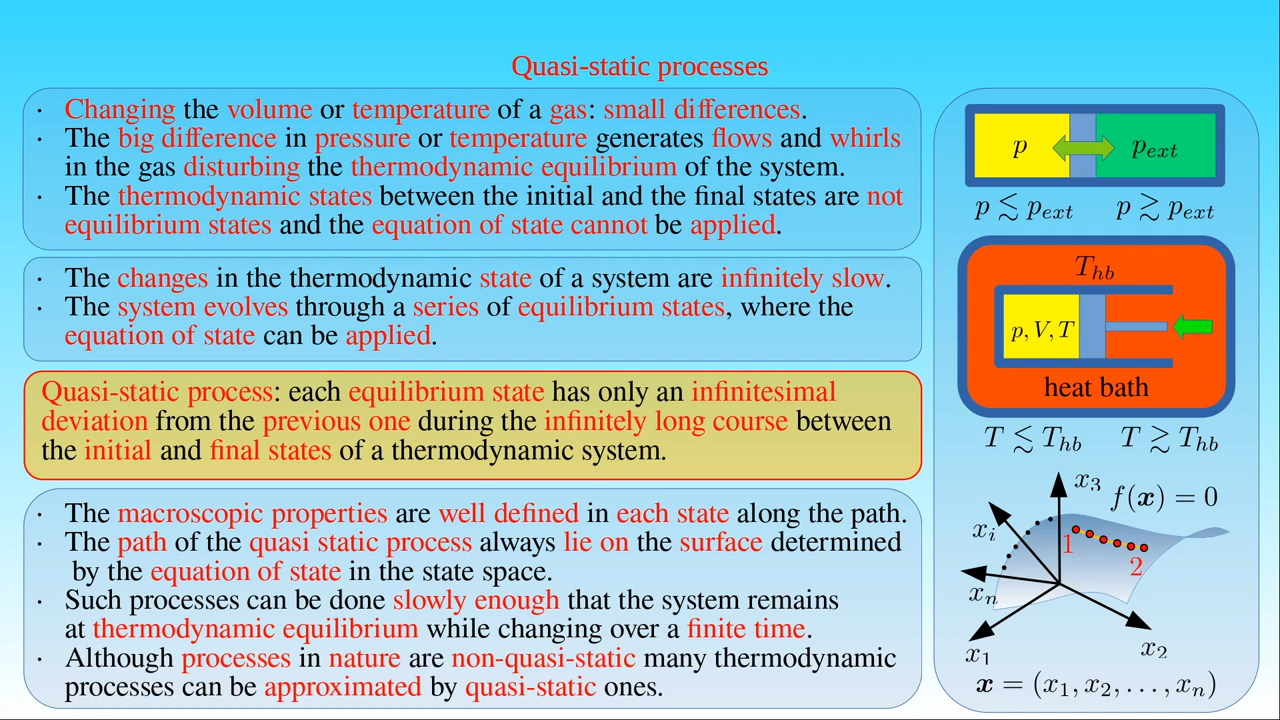 Quasi-static processes
· Changing the volume or temperature of a gas: small differences.
· The big difference in pressure or temperature generates flows and whirls
in the gas disturbing the thermodynamic equilibrium of the system.
· The thermodynamic states between the initial and the final states are not
equilibrium states and the equation of state cannot be applied.
· The changes in the thermodynamic state of a system are infinitely slow.
· The system evolves through a series of equilibrium states, where the
equation of state can be applied.
Quasi-static process: each equilibrium state has only an infinitesimal
deviation from the previous one during the infinitely long course between
the initial and final states of a thermodynamic system.
· The macroscopic properties are well defined in each state along the path.
· The path of the quasi static process always lie on the surface determined
by the equation of state in the state space.
· Such processes can be done slowly enough that the system remains
at thermodynamic equilibrium while changing over a finite time.
· Although processes in nature are non-quasi-static many thermodynamic
processes can be approximated by quasi-static ones.
p p_ext
p ≲ p_ext p ≳ p_ext
T_hb
p, V, T
heat bath
T ≲ T_hb T ≳ T_hb
x_3 f(x) = 0
x_i
1
2
x_n
x_1 x_2
x = (x_1, x_2, ..., x_n)